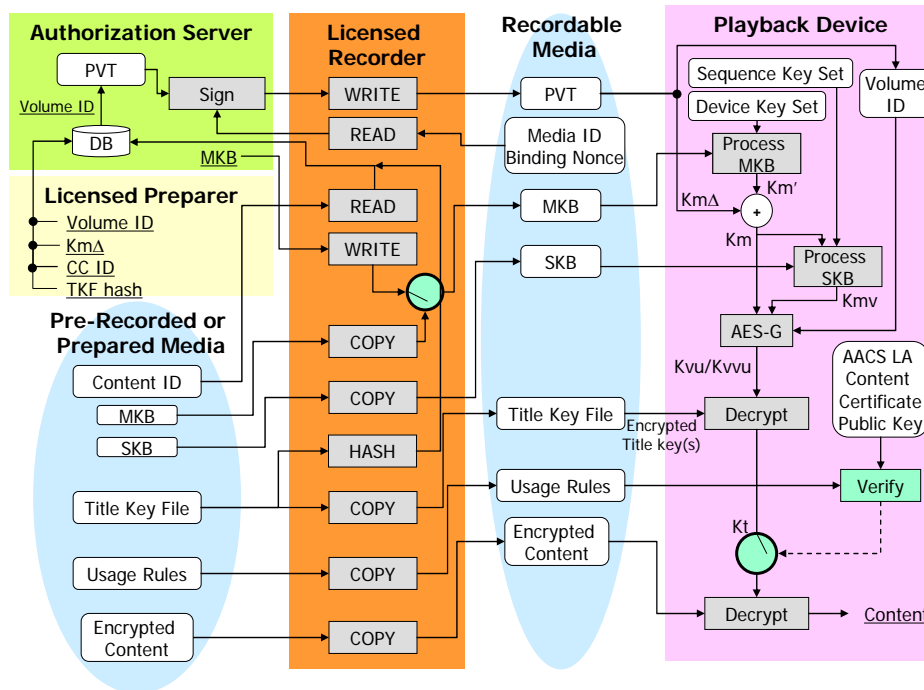 Authorization Server
PVT
Volume ID
DB
Sign
MKB
Licensed Preparer
Volume ID
Km∆
CC ID
TKF hash
Pre-Recorded or
Prepared Media
Content ID
MKB
SKB
Title Key File
Usage Rules
Encrypted
Content
Licensed
Recorder
WRITE
READ
READ
WRITE
COPY
COPY
HASH
COPY
COPY
COPY
Recordable
Media
PVT
Media ID
Binding Nonce
MKB
SKB
Title Key File
Usage Rules
Encrypted
Content
Playback Device
Sequence Key Set
Device Key Set
Volume
ID
Process
MKB
Km′
Km∆
+
Km
Process
SKB
Kmv
AES-G
Kvu/Kvvu
AACS LA
Content
Certificate
Public Key
Encrypted
Title key(s)
Decrypt
Verify
Kt
Decrypt
Content